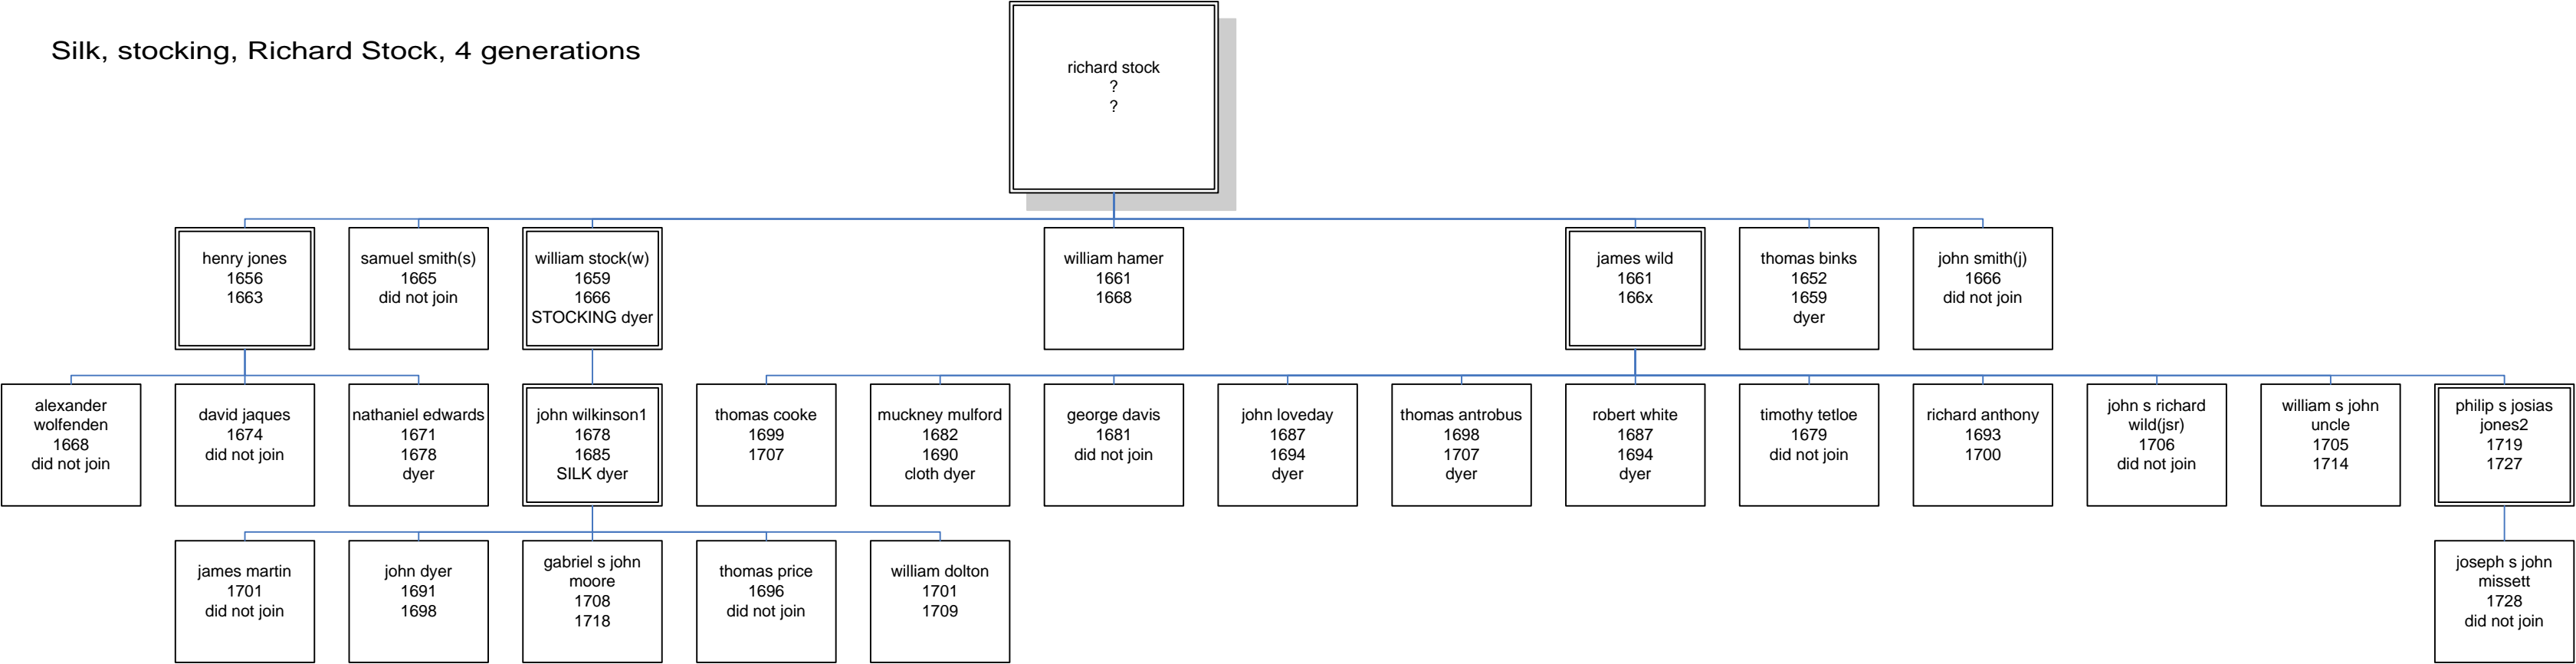 Silk, stocking, Richard Stock, 4 generations
richard stock
?
?
henry jones
1656
1663
samuel smith(s)
1665
did not join
william stock(w)
1659
1666
STOCKING dyer
william hamer
1661
1668
james wild
1661
166x
thomas binks
1652
1659
dyer
john smith(j)
1666
did not join
alexander
wolfenden
1668
did not join
david jaques
1674
did not join
nathaniel edwards
1671
1678
dyer
john wilkinson1
1678
1685
SILK dyer
thomas cooke
1699
1707
muckney mulford
1682
1690
cloth dyer
george davis
1681
did not join
john loveday
1687
1694
dyer
thomas antrobus
1698
1707
dyer
robert white
1687
1694
dyer
timothy tetloe
1679
did not join
richard anthony
1693
1700
john s richard
wild(jsr)
1706
did not join
william s john
uncle
1705
1714
philip s josias
jones2
1719
1727
james martin
1701
did not join
john dyer
1691
1698
gabriel s john
moore
1708
1718
thomas price
1696
did not join
william dolton
1701
1709
joseph s john
missett
1728
did not join